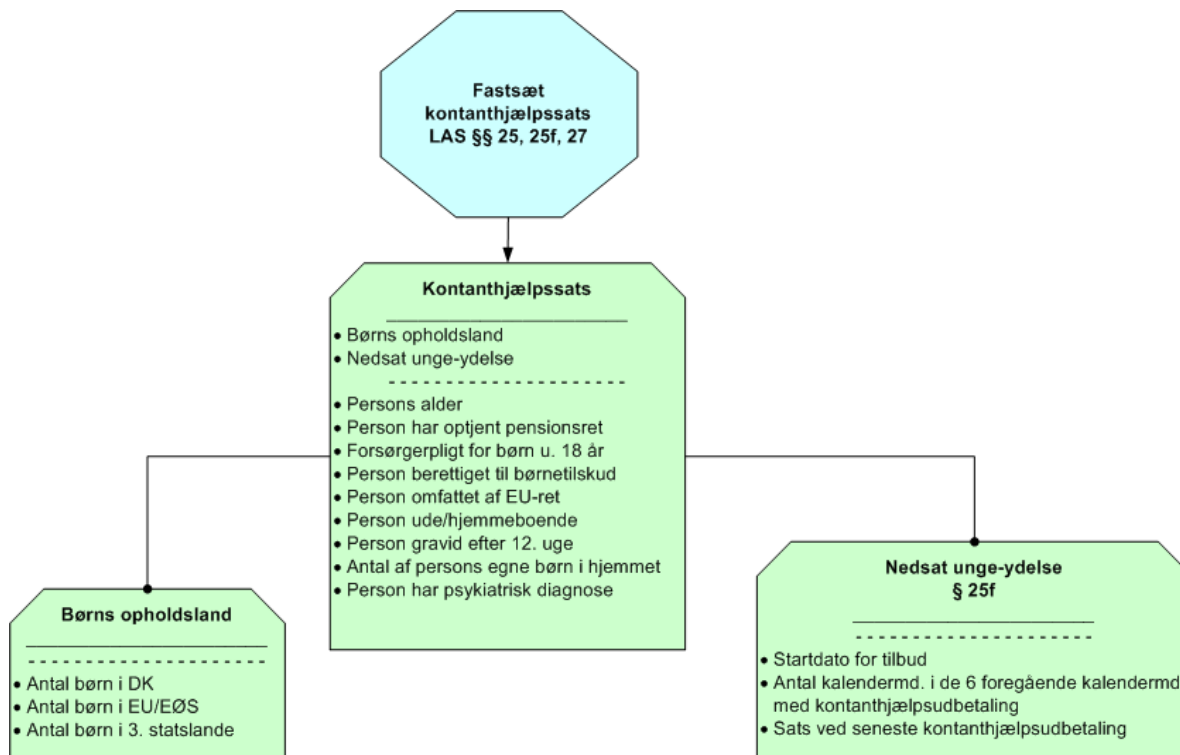 Fastsæt
kontanthjælpssats
LAS §§ 25, 25f, 27
Kontanthjælpssats
• Børns opholdsland
• Nedsat unge-ydelse
• Persons alder
• Person har optjent pensionsret
• Forsørgerpligt for børn u. 18 år
• Person berettiget til børnetilskud
• Person omfattet af EU-ret
• Person ude/hjemmeboende
• Person gravid efter 12. uge
• Antal af persons egne børn i hjemmet
• Person har psykiatrisk diagnose
Børns opholdsland
• Antal børn i DK
• Antal børn i EU/EØS
• Antal børn i 3. statslande
Nedsat unge-ydelse
§ 25f
• Startdato for tilbud
• Antal kalendermd. i de 6 foregående kalendermd
med kontanthjælpsudbetaling
• Sats ved seneste kontanthjælpsudbetaling